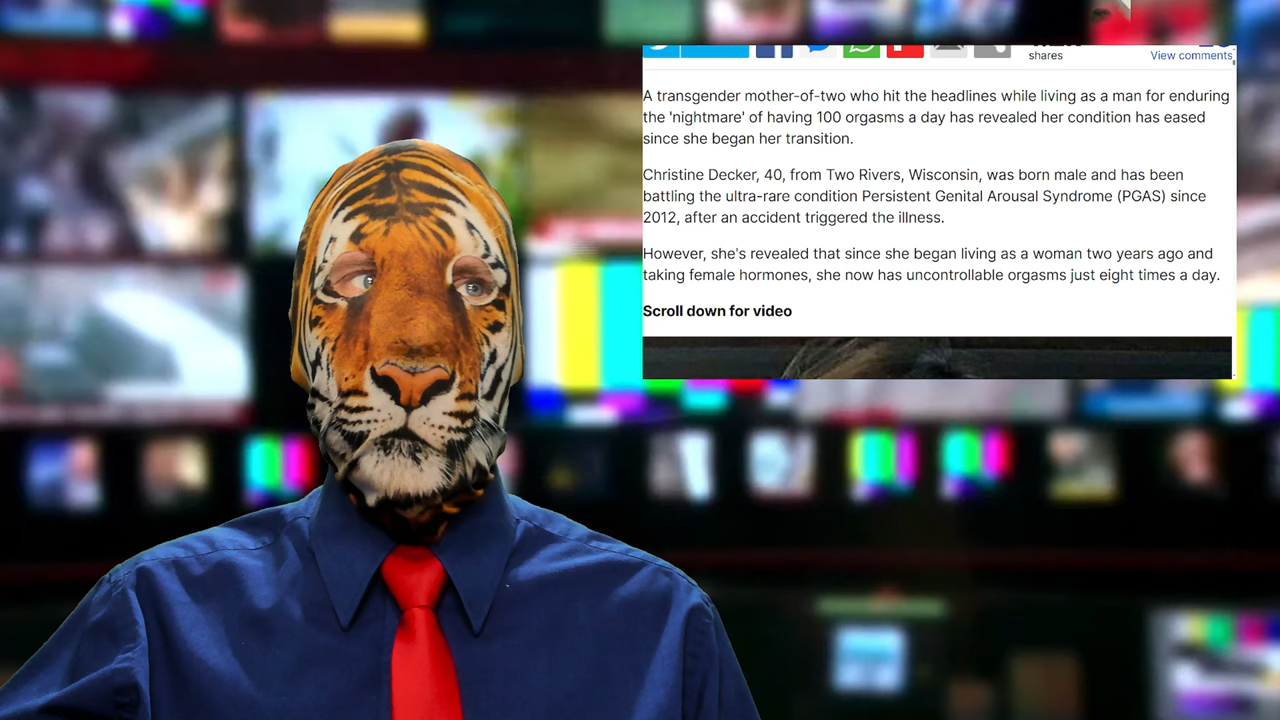 shares
View comments
A transgender mother-of-two who hit the headlines while living as a man for enduring
the 'nightmare' of having 100 orgasms a day has revealed her condition has eased
since she began her transition.
Christine Decker, 40, from Two Rivers, Wisconsin, was born male and has been
battling the ultra-rare condition Persistent Genital Arousal Syndrome (PGAS) since
2012, after an accident triggered the illness.
However, she's revealed that since she began living as a woman two years ago and
taking female hormones, she now has uncontrollable orgasms just eight times a day.
Scroll down for video